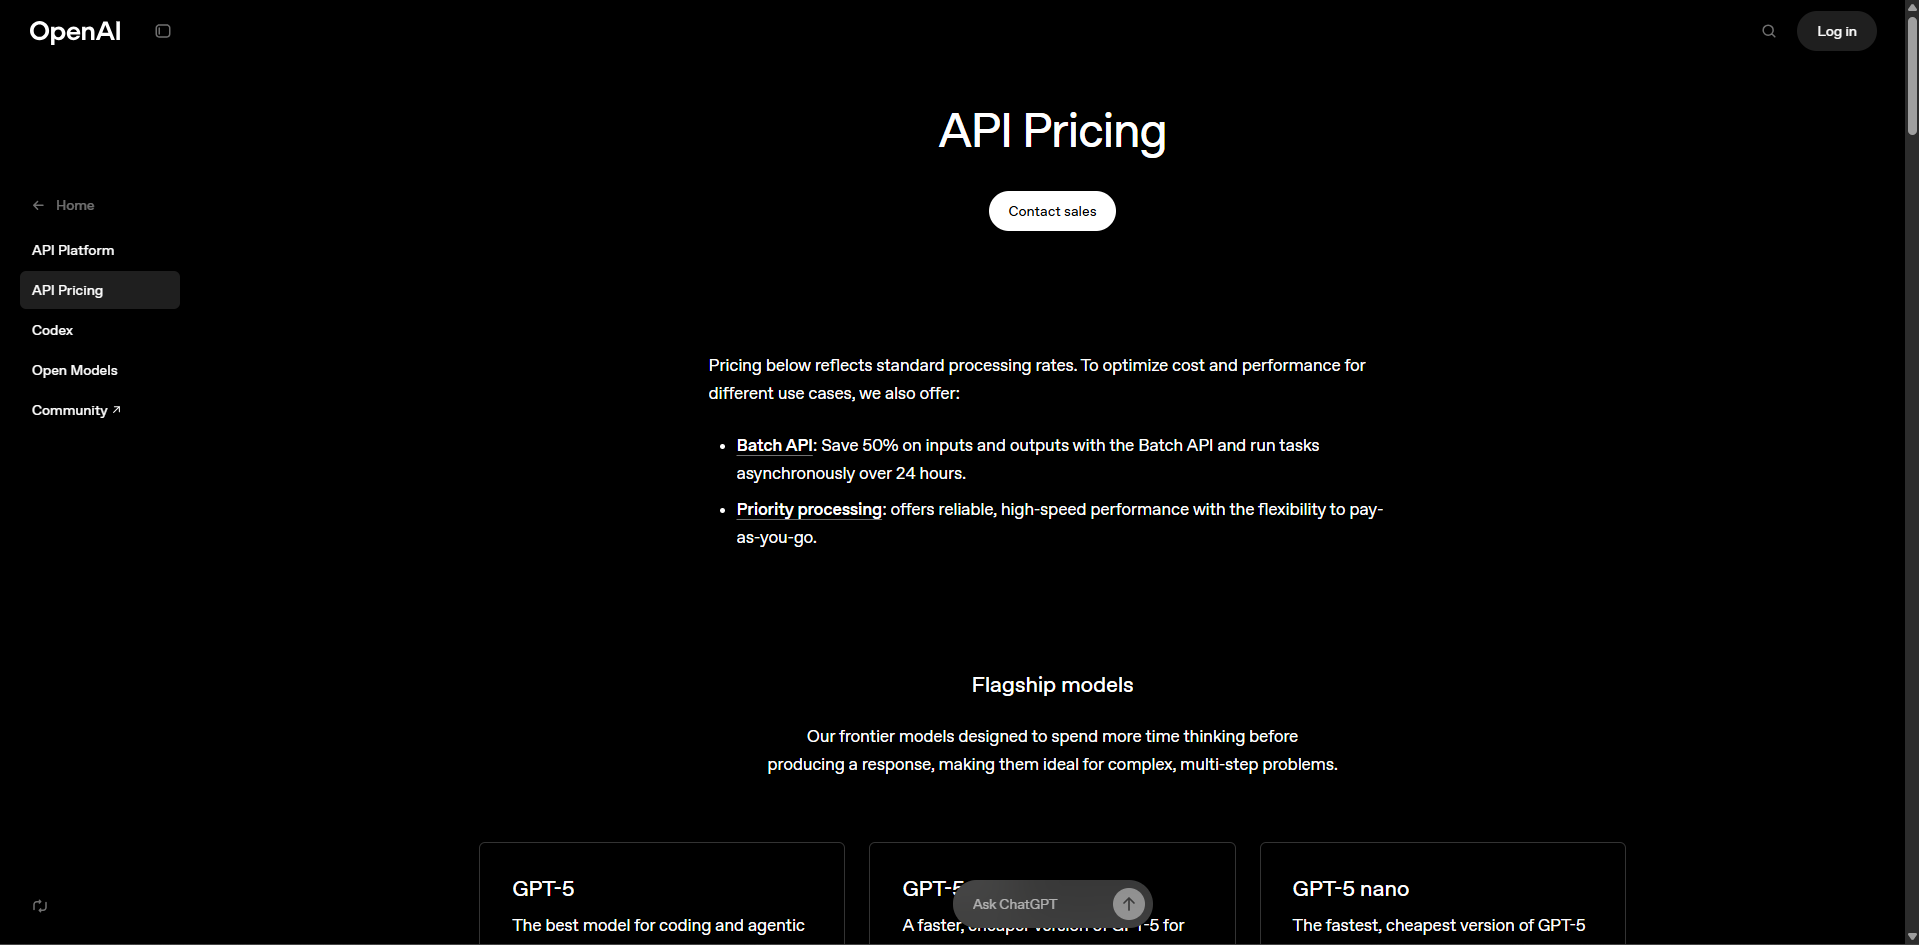 OpenAI
Log in
API Pricing
Contact sales
Home
API Platform
API Pricing
Codex
Open Models
Community
Pricing below reflects standard processing rates. To optimize cost and performance for
different use cases, we also offer:
Batch API: Save 50% on inputs and outputs with the Batch API and run tasks
asynchronously over 24 hours.
Priority processing: offers reliable, high-speed performance with the flexibility to pay-
as-you-go.
Flagship models
Our frontier models designed to spend more time thinking before
producing a response, making them ideal for complex, multi-step problems.
GPT-5
The best model for coding and agentic
GPT-5
A faster, cheaper version of GPT-5 for
GPT-5 nano
The fastest, cheapest version of GPT-5
Ask ChatGPT